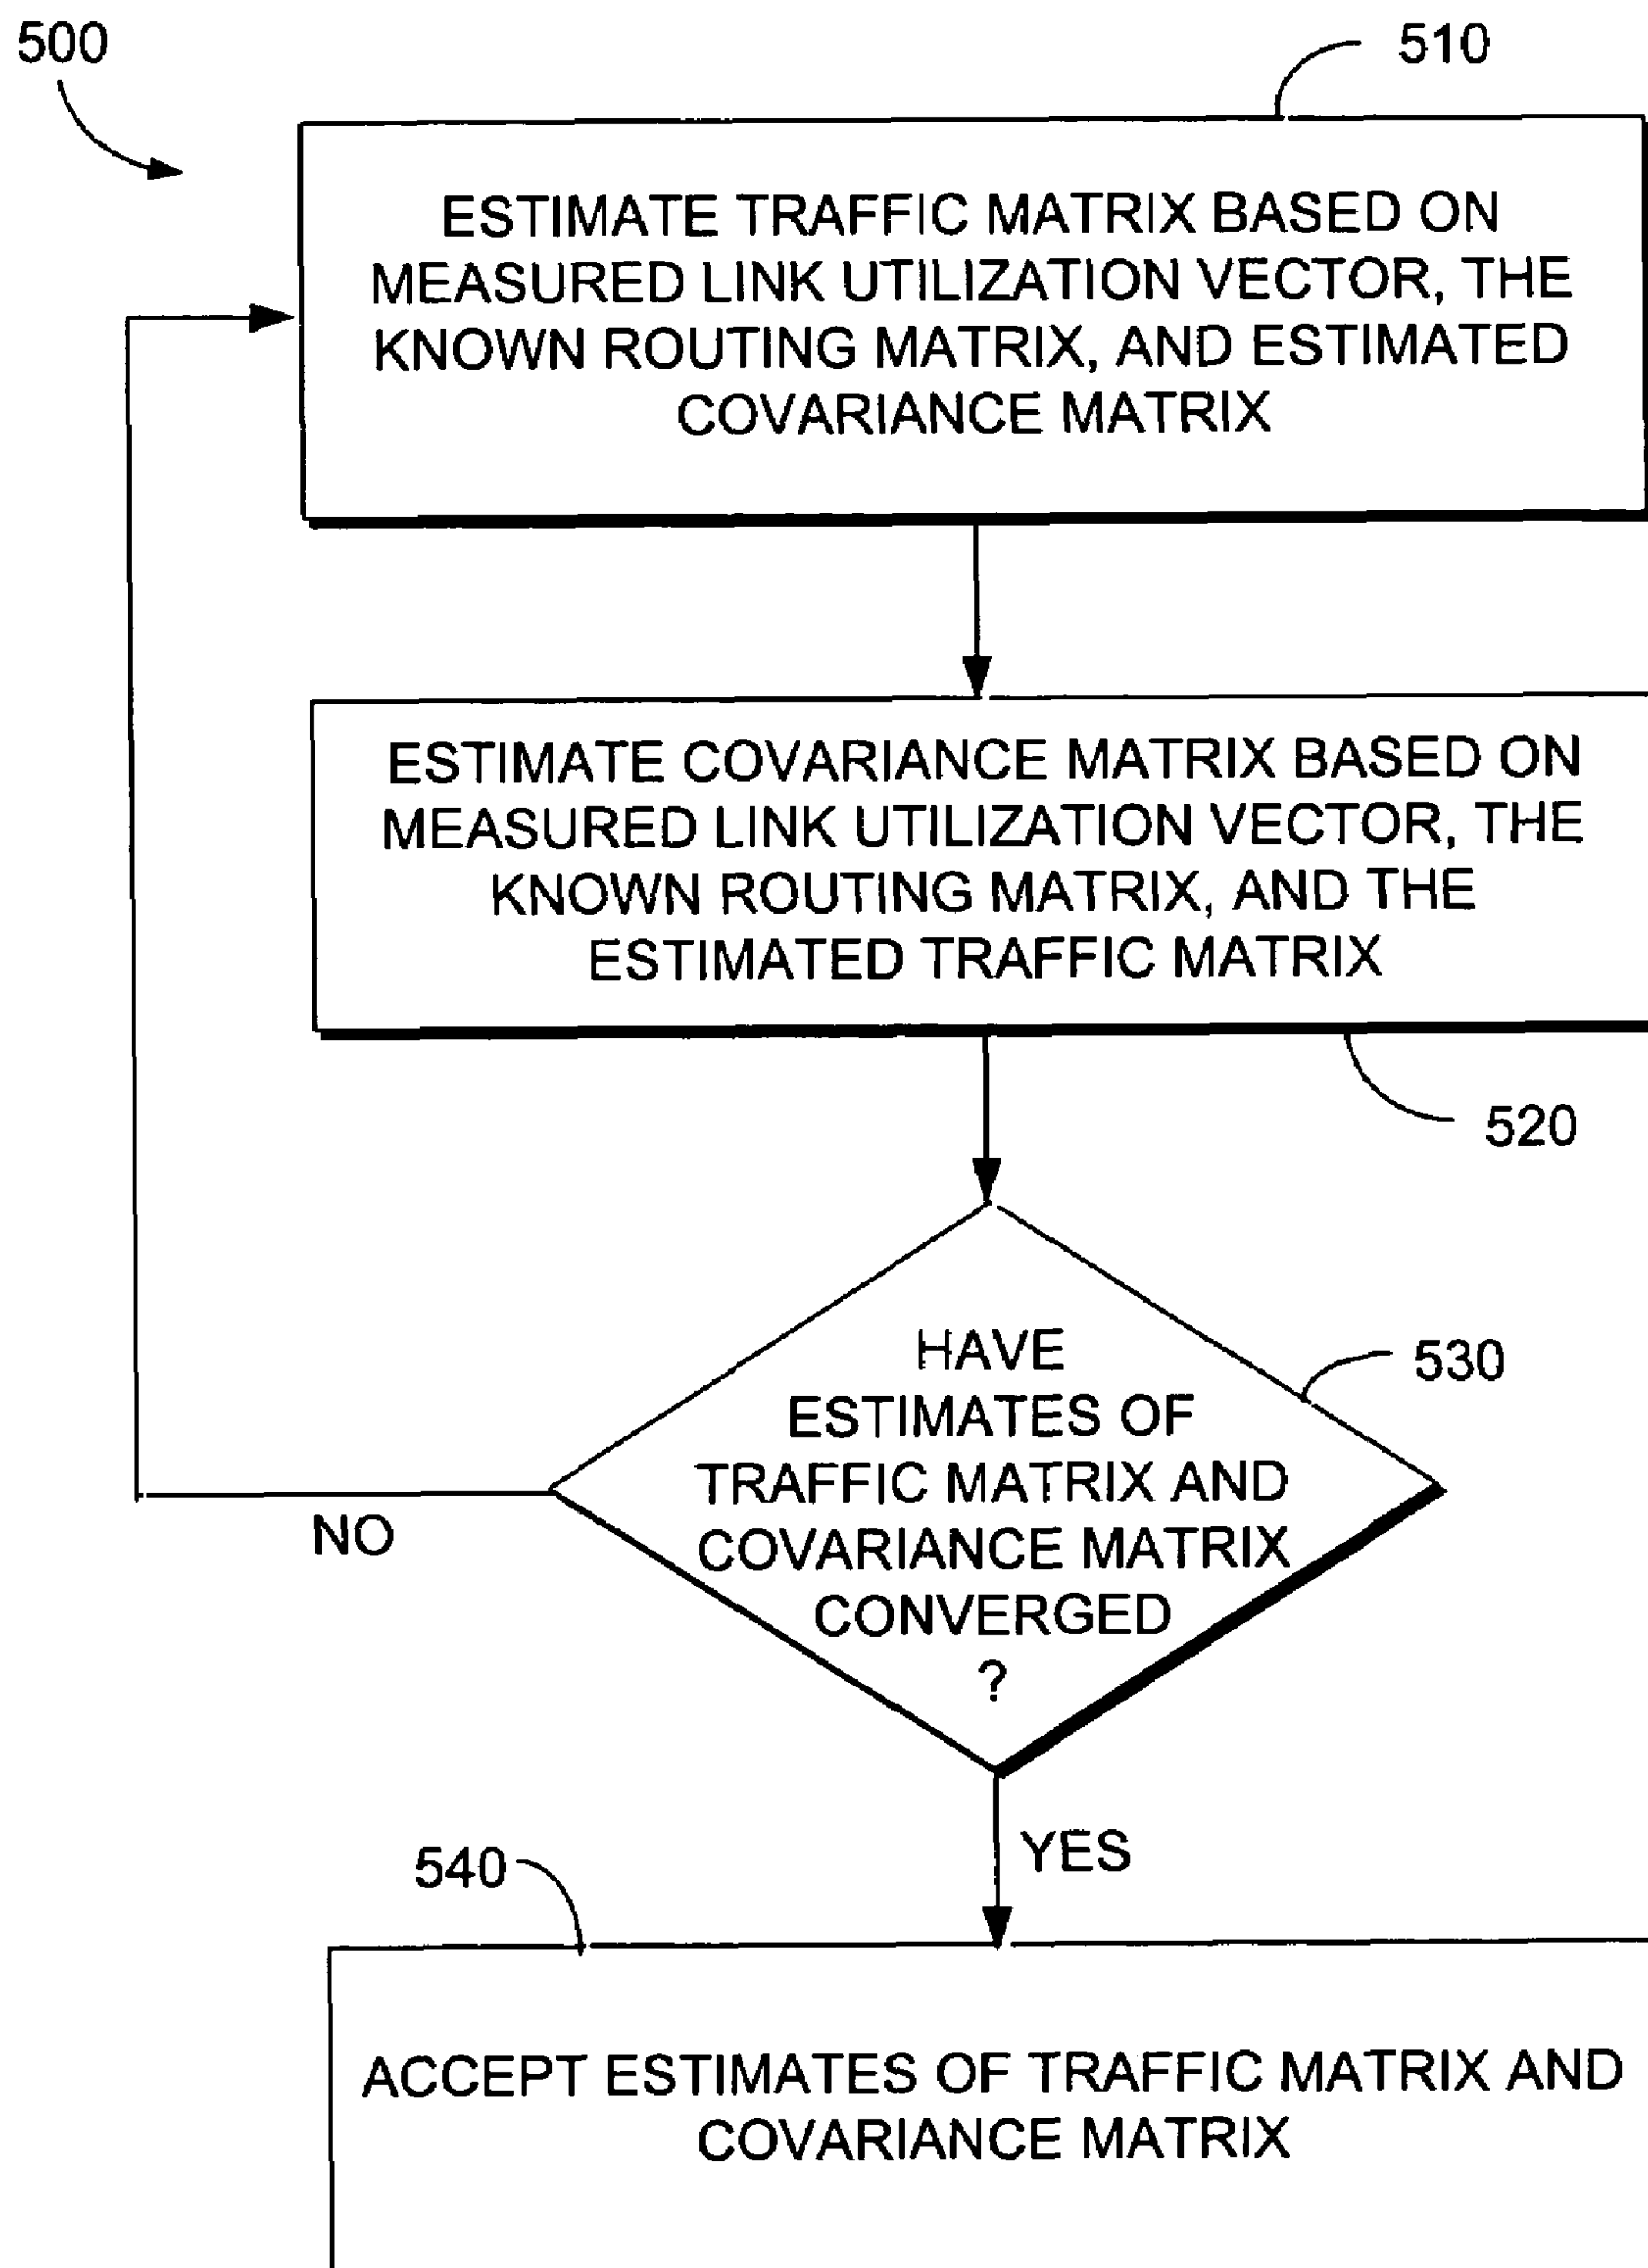 500
510
ESTIMATE TRAFFIC MATRIX BASED ON
MEASURED LINK UTILIZATION VECTOR, THE
KNOWN ROUTING MATRIX, AND ESTIMATED
COVARIANCE MATRIX
ESTIMATE COVARIANCE MATRIX BASED ON
MEASURED LINK UTILIZATION VECTOR, THE
KNOWN ROUTING MATRIX, AND THE
ESTIMATED TRAFFIC MATRIX
520
HAVE
ESTIMATES OF
TRAFFIC MATRIX AND
COVARIANCE MATRIX
CONVERGED
?
530
NO
YES
540
ACCEPT ESTIMATES OF TRAFFIC MATRIX AND
COVARIANCE MATRIX